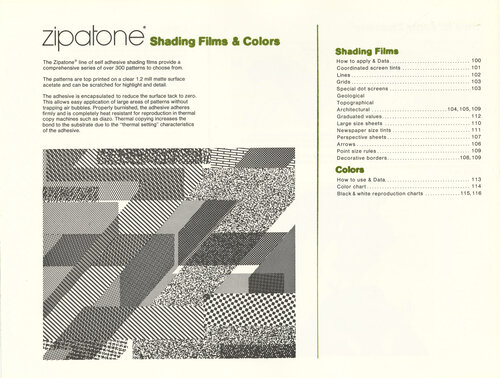 zipatone® Shading Films & Colors
The Zipatone® line of self adhesive shading films provide a
comprehensive series of over 300 patterns to choose from.
The patterns are top printed on a clear 1.2 mil matte surface
acetate and can be scratched for highlight and detail.
The adhesive is encapsulated to reduce the surface tack to zero.
This allows easy application of large areas of patterns without
trapping air bubbles. Properly burnished, the adhesive adheres
firmly and is completely heat resistant for reproduction in thermal
copy machines such as diazo. Thermal copying increases the
bond to the substrate due to the "thermal setting" characteristics
of the adhesive.
Shading Films
How to apply & Data 100
Coordinated screen tints 101
Lines 102
Grids 103
Special dot screens 103
Geological
Topographical
Architectural 104, 105, 109
Graduated values 112
Large size sheets 110
Newspaper size tints 111
Perspective sheets 107
Arrows 106
Point size rules 109
Decorative borders 108, 109
Colors
How to use & Data 113
Color chart 114
Black & white reproduction charts 115, 116